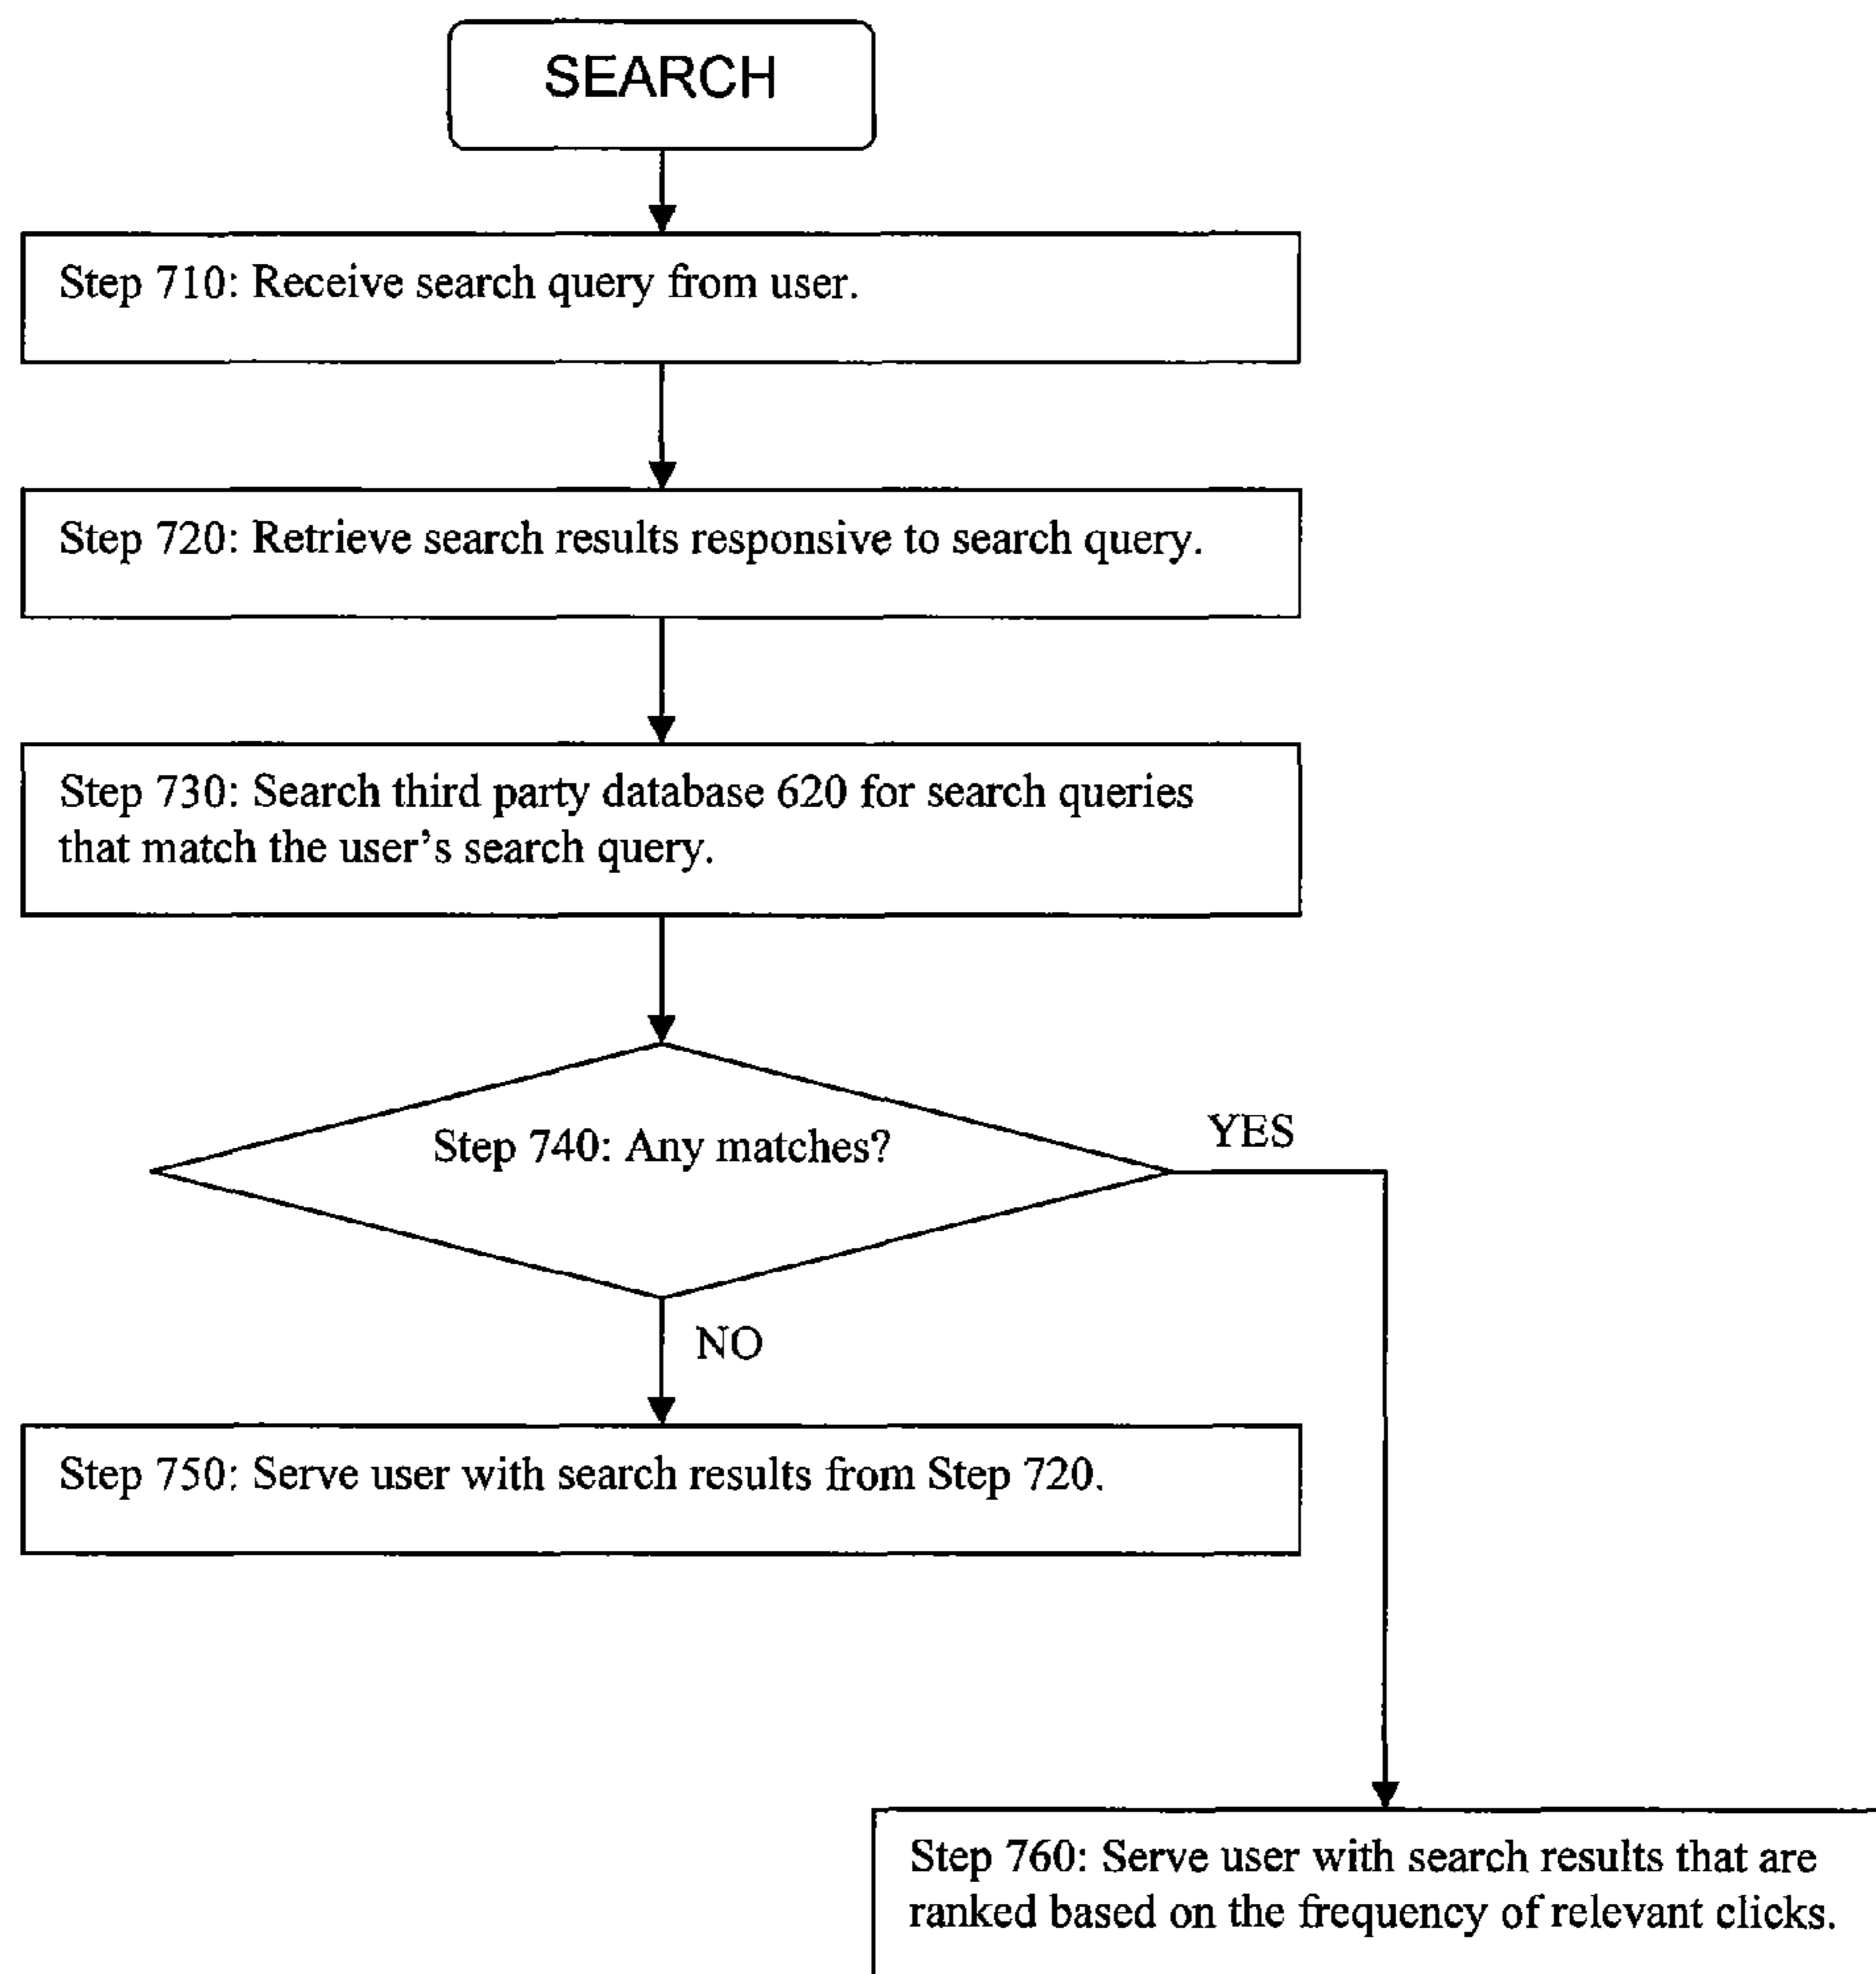 SEARCH
Step 710: Receive search query from user.
Step 720: Retrieve search results responsive to search query.
Step 730: Search third party database 620 for search queries
that match the user's search query.
Step 740: Any matches?
YES
NO
Step 750: Serve user with search results from Step 720.
Step 760: Serve user with search results that are
ranked based on the frequency of relevant clicks.